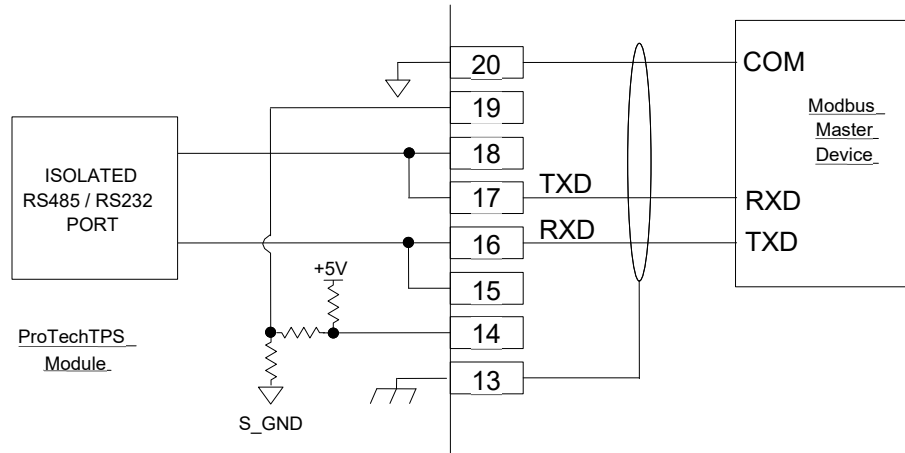 20
COM
19
Modbus_
Master_
Device_
18
ISOLATED
RS485 / RS232
PORT
17
TXD
RXD
16
RXD
TXD
+5V
15
14
ProTechTPS_
Module_
13
S_GND